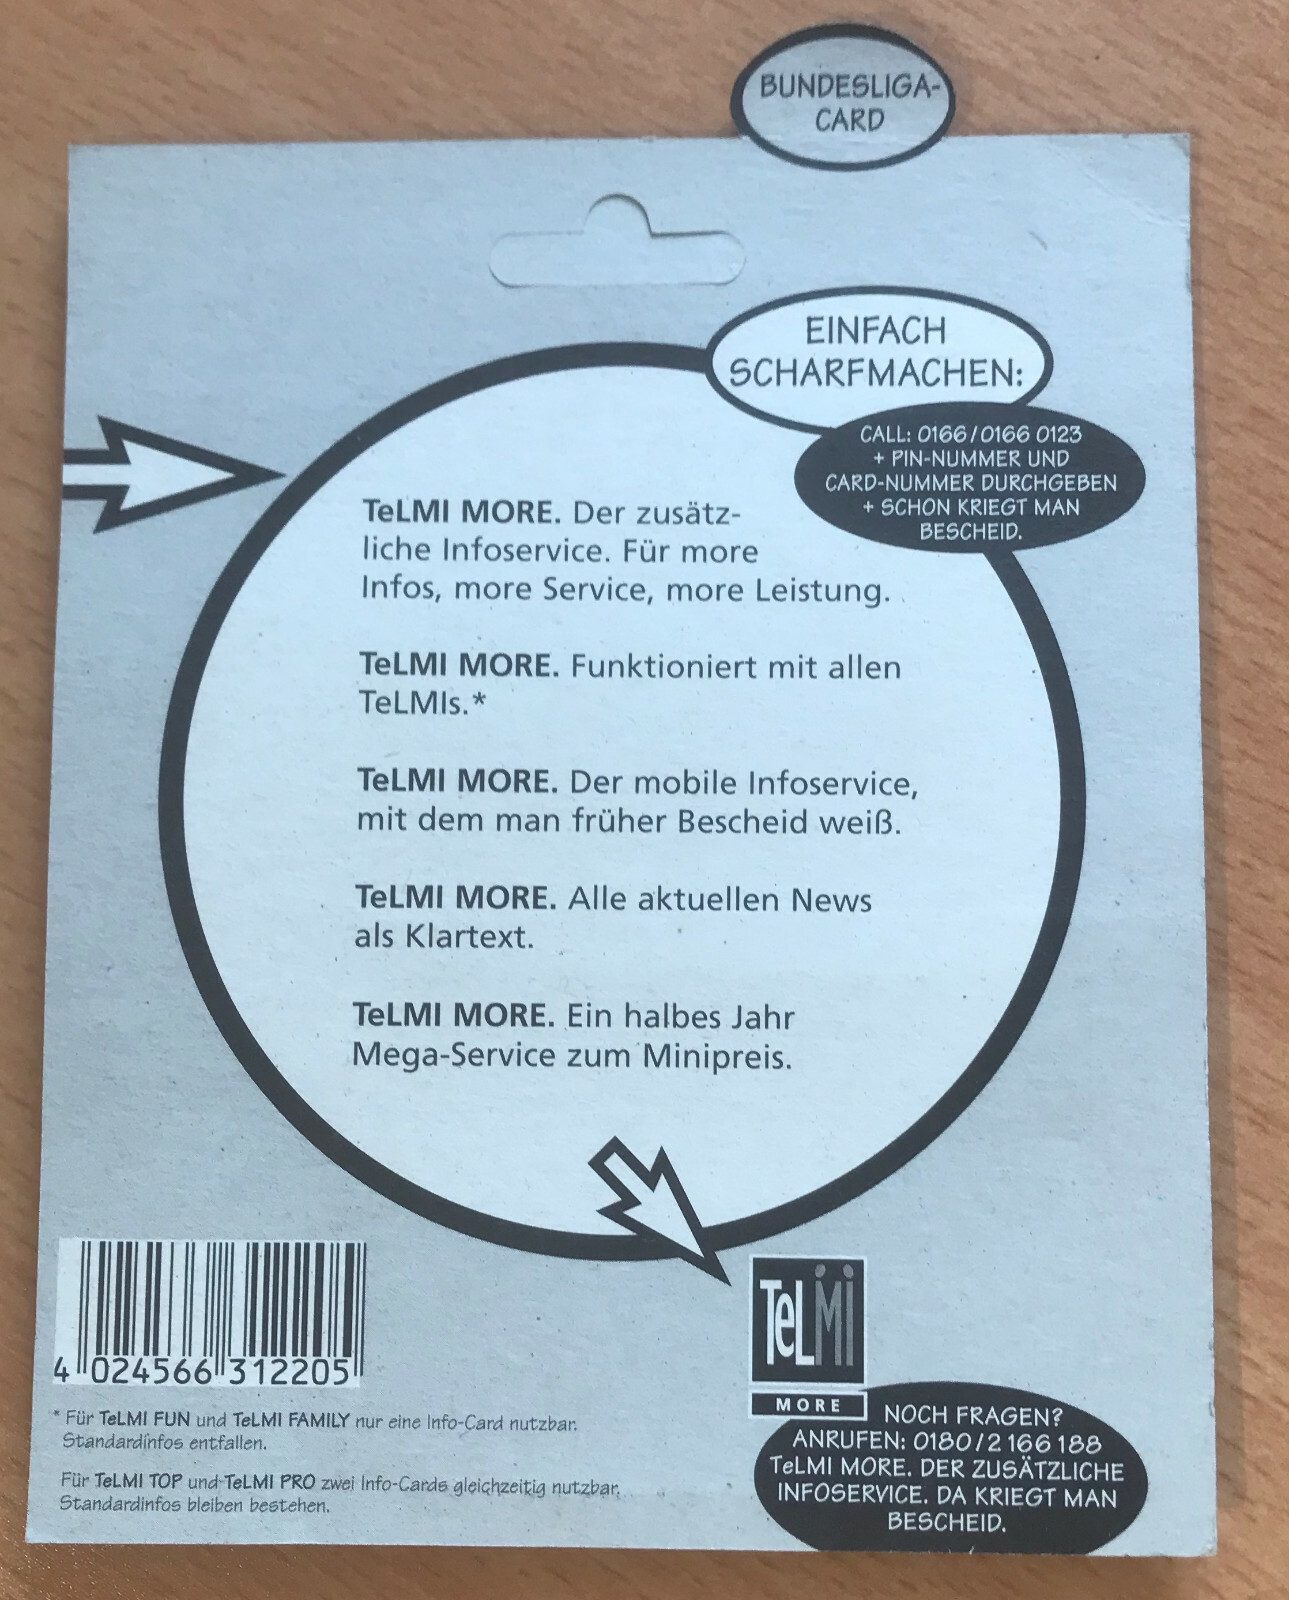 BUNDESLIGA-
CARD
EINFACH
SCHARFMACHEN:
CALL: 0166/0166 0123
+ PIN-NUMMER UND
CARD-NUMMER DURCHGEBEN
+ SCHON KRIEGT MAN
BESCHEID.
TeLMI MORE. Der zusätz-
liche Infoservice. Für more
Infos, more Service, more Leistung.
TeLMI MORE. Funktioniert mit allen
TeLMIs.*
TeLMI MORE. Der mobile Infoservice,
mit dem man früher Bescheid weiß.
TeLMI MORE. Alle aktuellen News
als Klartext.
TeLMI MORE. Ein halbes Jahr
Mega-Service zum Minipreis.
4 024566 312205
* Für TeLMI FUN und TeLMI FAMILY nur eine Info-Card nutzbar.
Standardinfos entfallen.
Für TeLMI TOP und TeLMI PRO zwei Info-Cards gleichzeitig nutzbar.
Standardinfos bleiben bestehen.
TeLMi
MORE
NOCH FRAGEN?
ANRUFEN: 0180/2 166 188
TeLMI MORE. DER ZUSÄTZLICHE
INFOSERVICE. DA KRIEGT MAN
BESCHEID.